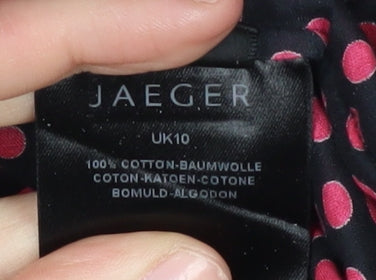 JAEGER
UK10
100% COTTON-BAUMWOLLE
COTON-KATOEN-COTONE
BOMULD-ALGODON